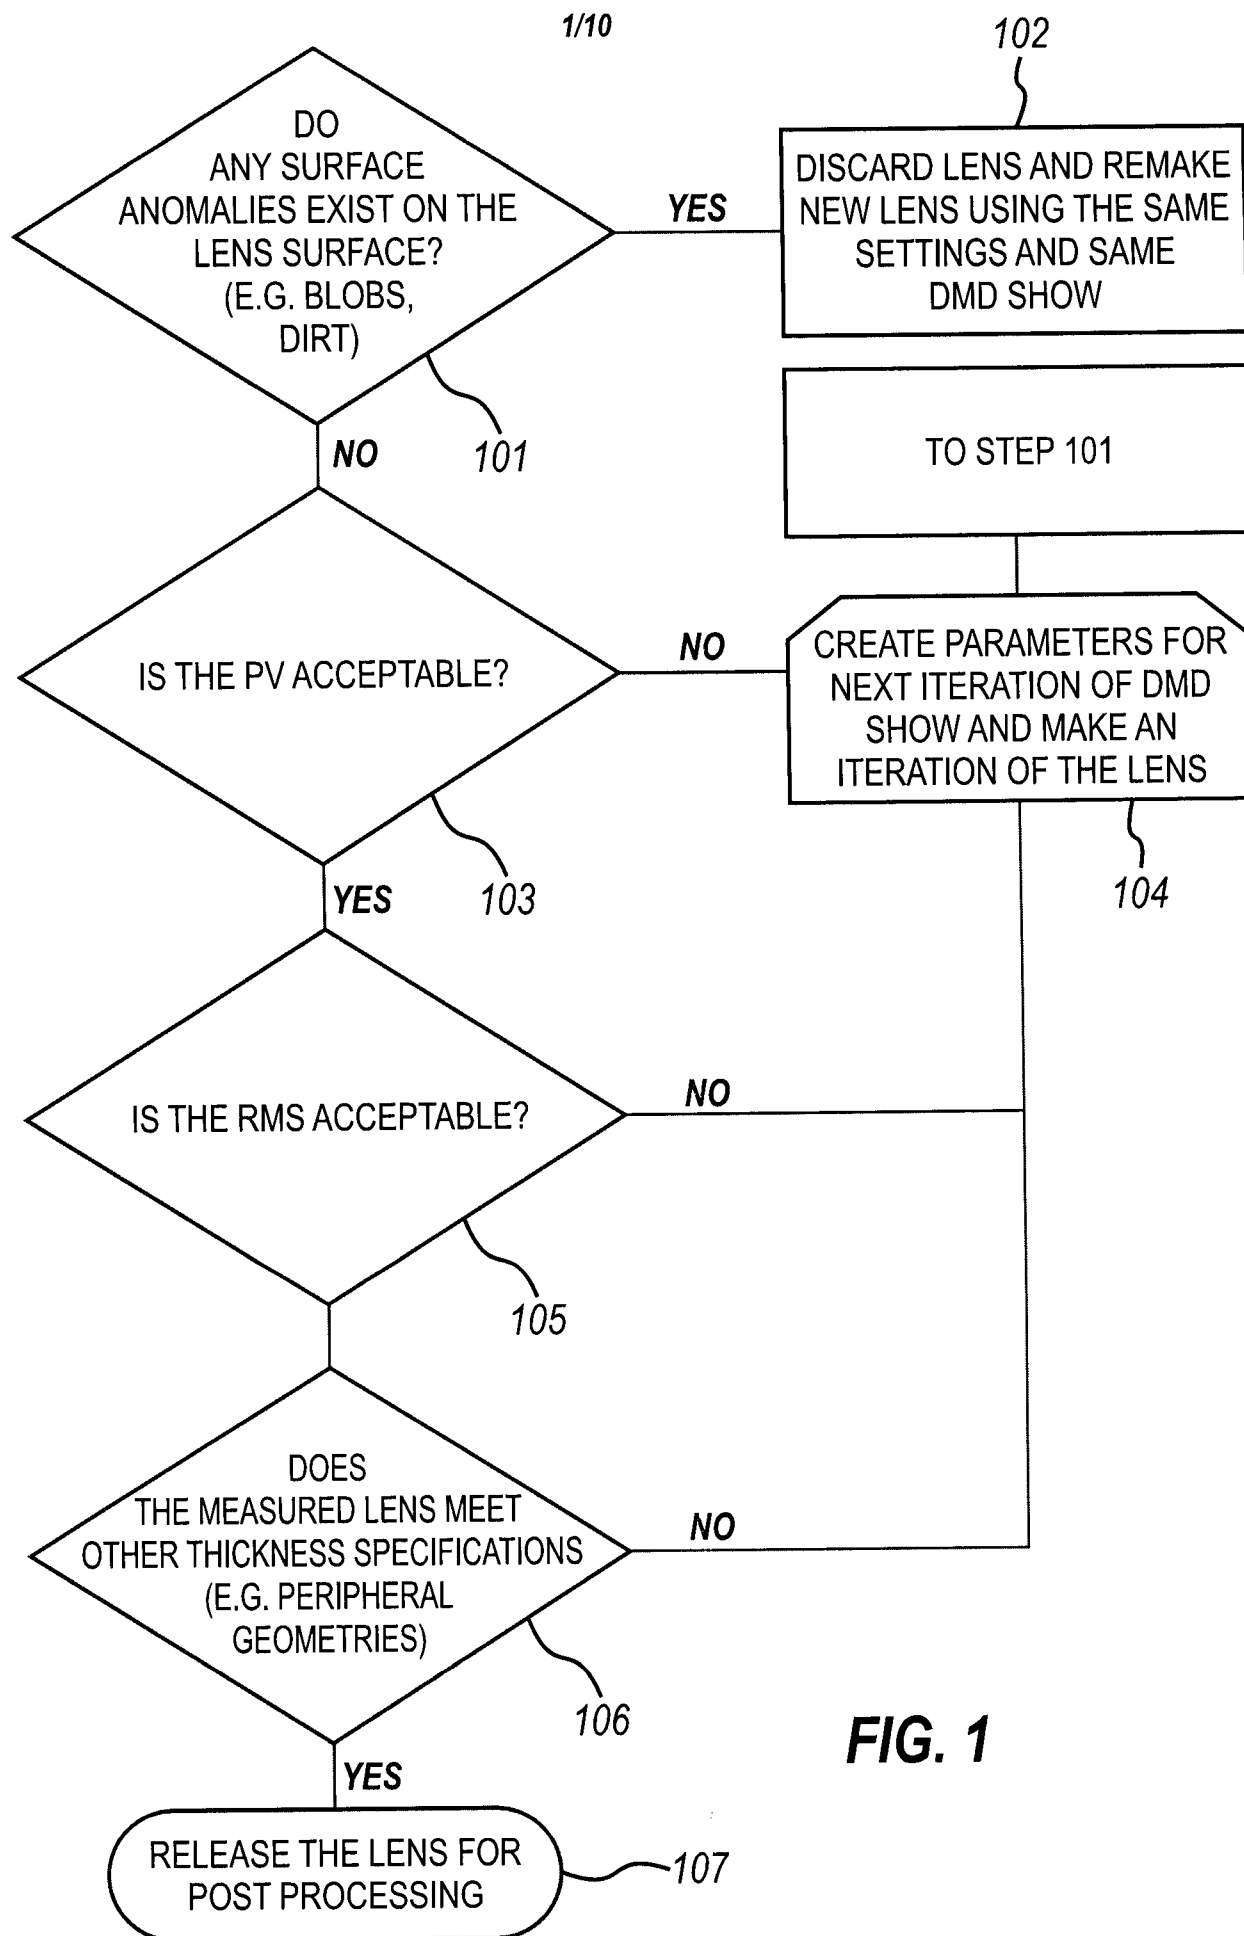 1/10
DO
ANY SURFACE
ANOMALIES EXIST ON THE
LENS SURFACE?
(E.G. BLOBS,
DIRT)
101
YES
102
DISCARD LENS AND REMAKE
NEW LENS USING THE SAME
SETTINGS AND SAME
DMD SHOW
NO
TO STEP 101
IS THE PV ACCEPTABLE?
103
NO
CREATE PARAMETERS FOR
NEXT ITERATION OF DMD
SHOW AND MAKE AN
ITERATION OF THE LENS
104
YES
IS THE RMS ACCEPTABLE?
105
NO
DOES
THE MEASURED LENS MEET
OTHER THICKNESS SPECIFICATIONS
(E.G. PERIPHERAL
GEOMETRIES)
106
NO
YES
RELEASE THE LENS FOR
POST PROCESSING
107
FIG. 1